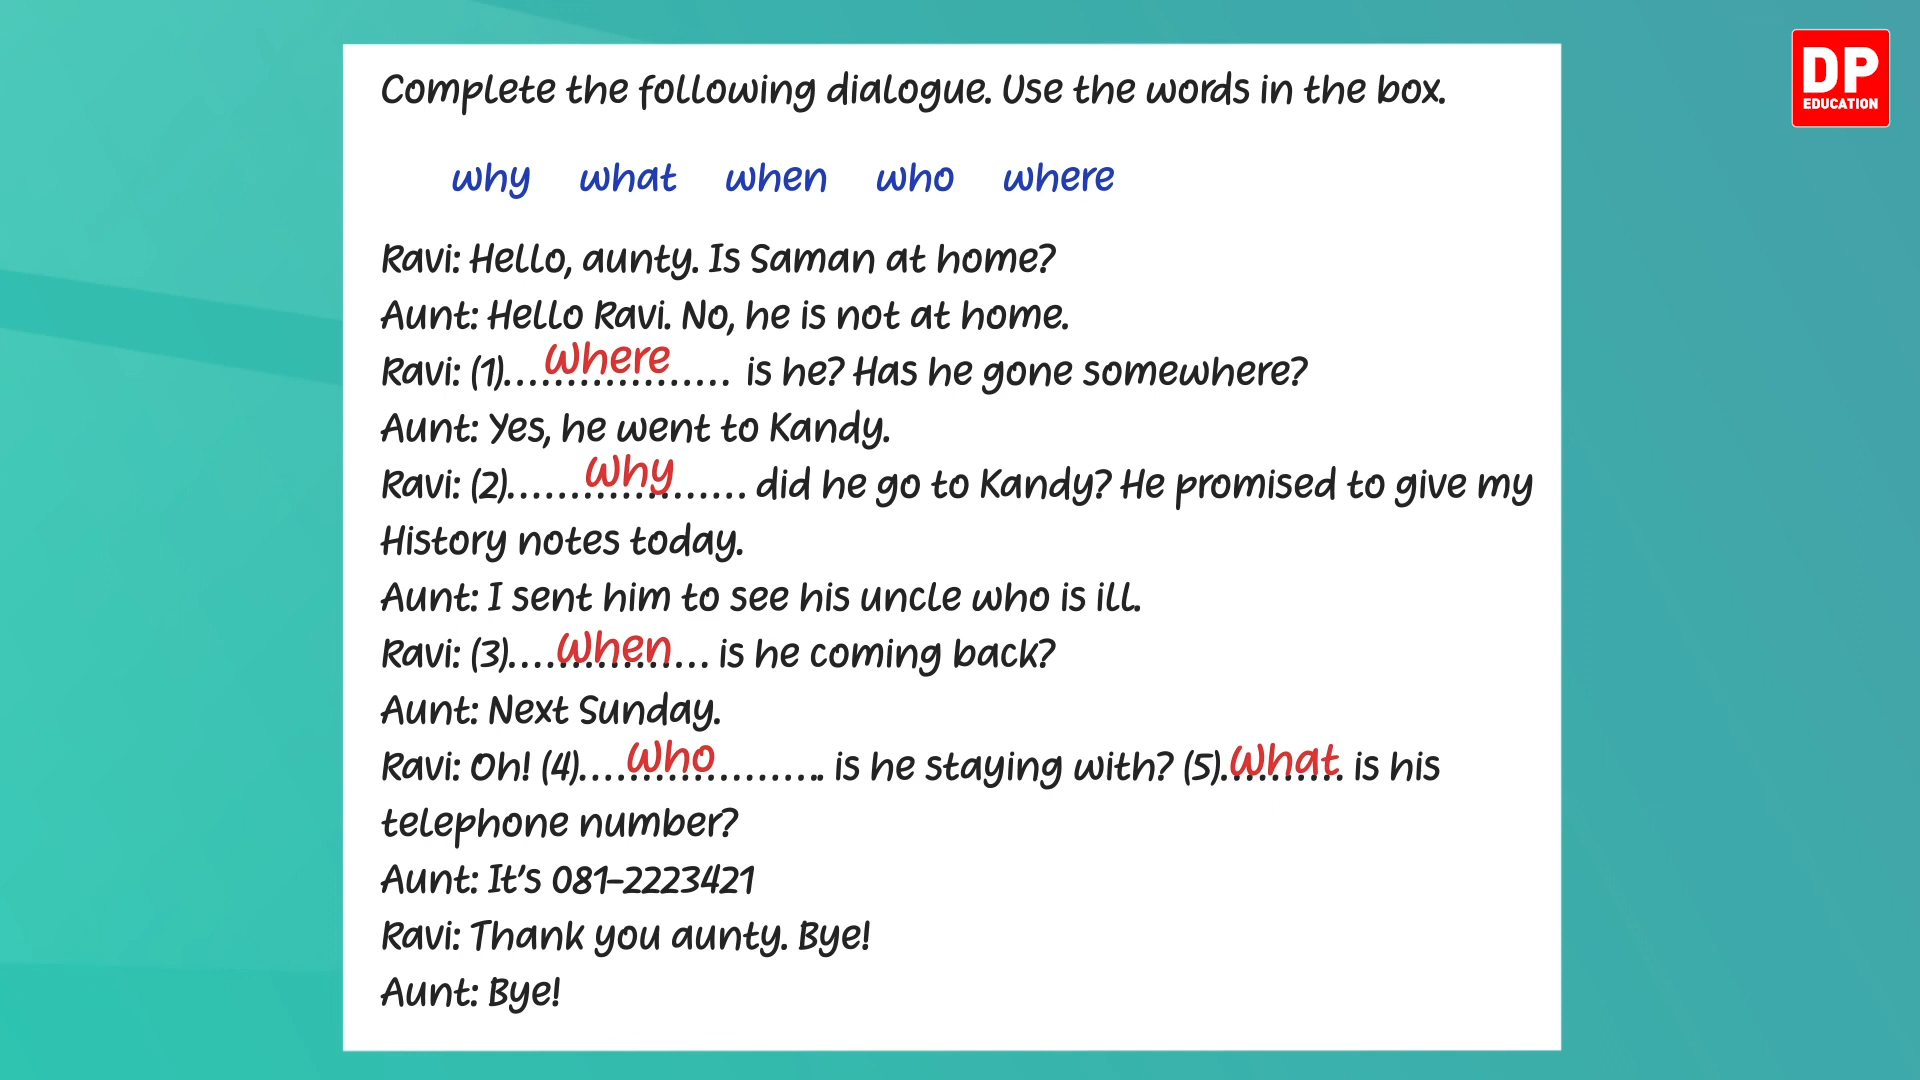 DP
EDUCATION
Complete the following dialogue. Use the words in the box.
why what when who where
Ravi: Hello, aunty. Is Saman at home?
Aunt: Hello Ravi. No, he is not at home.
Ravi: (1)....Where.... is he? Has he gone somewhere?
Aunt: Yes, he went to Kandy.
Ravi: (2)....Why.... did he go to Kandy? He promised to give my
History notes today.
Aunt: I sent him to see his uncle who is ill.
Ravi: (3)....When.... is he coming back?
Aunt: Next Sunday.
Ravi: Oh! (4)....Who.... is he staying with? (5)..What.. is his
telephone number?
Aunt: It's 081-2223421
Ravi: Thank you aunty. Bye!
Aunt: Bye!